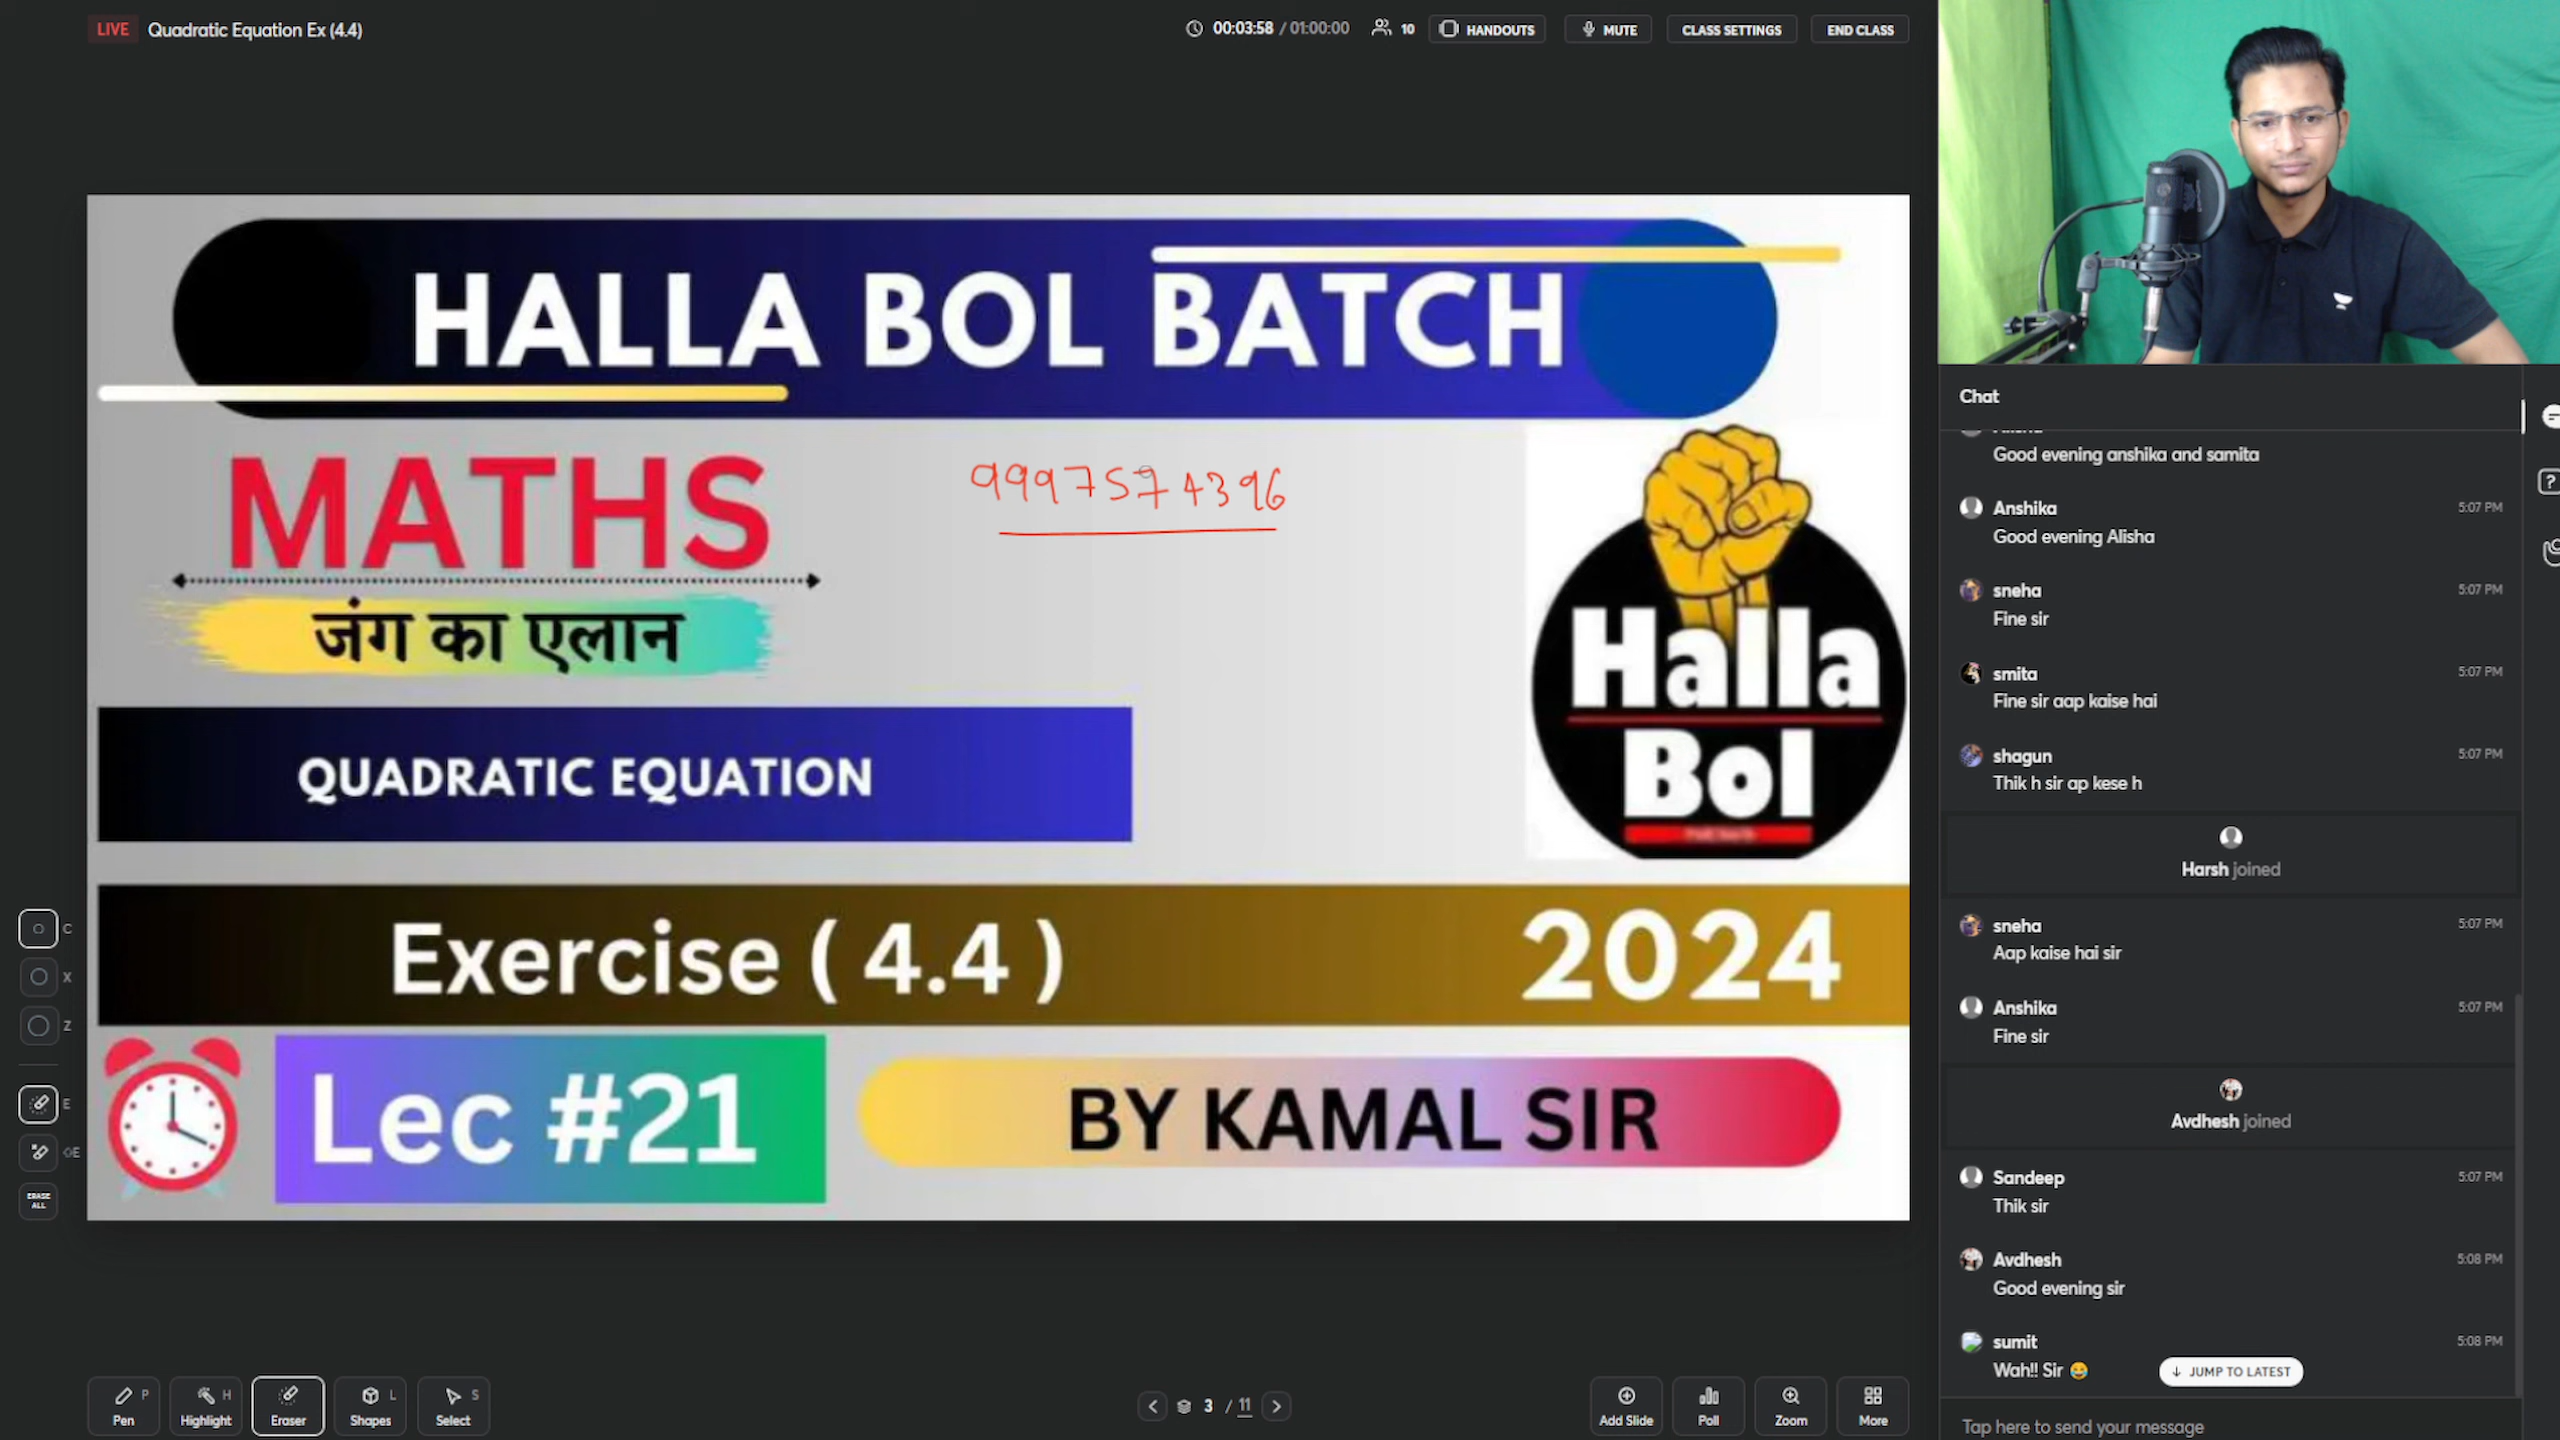 LIVE Quadratic Equation Ex (4.4)
00:03:58 / 01:00:00 10 HANDOUTS MUTE CLASS SETTINGS END CLASS
HALLA BOL BATCH
MATHS
9997574396
जंग का एलान
Halla
Bol
QUADRATIC EQUATION
Exercise ( 4.4 ) 2024
Lec #21 BY KAMAL SIR
C
X
Z
E
E
ERASE
ALL
P
Pen
H
Highlight
Eraser
L
Shapes
S
Select
3 / 11
Add Slide
Poll
Zoom
More
Chat
Good evening anshika and samita
Anshika 5:07 PM
Good evening Alisha
sneha 5:07 PM
Fine sir
smita 5:07 PM
Fine sir aap kaise hai
shagun 5:07 PM
Thik h sir ap kese h
Harsh joined
sneha 5:07 PM
Aap kaise hai sir
Anshika 5:07 PM
Fine sir
Avdhesh joined
Sandeep 5:07 PM
Thik sir
Avdhesh 5:08 PM
Good evening sir
sumit 5:08 PM
Wah!! Sir 😂
JUMP TO LATEST
Tap here to send your message